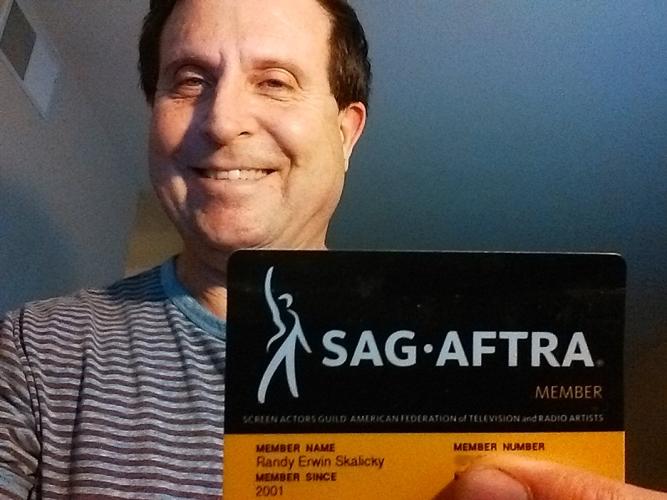 SAG·AFTRA®
MEMBER
SCREEN ACTORS GUILD-AMERICAN FEDERATION of TELEVISION and RADIO ARTISTS
MEMBER NAME MEMBER NUMBER
Randy Erwin Skalicky
MEMBER SINCE
2001